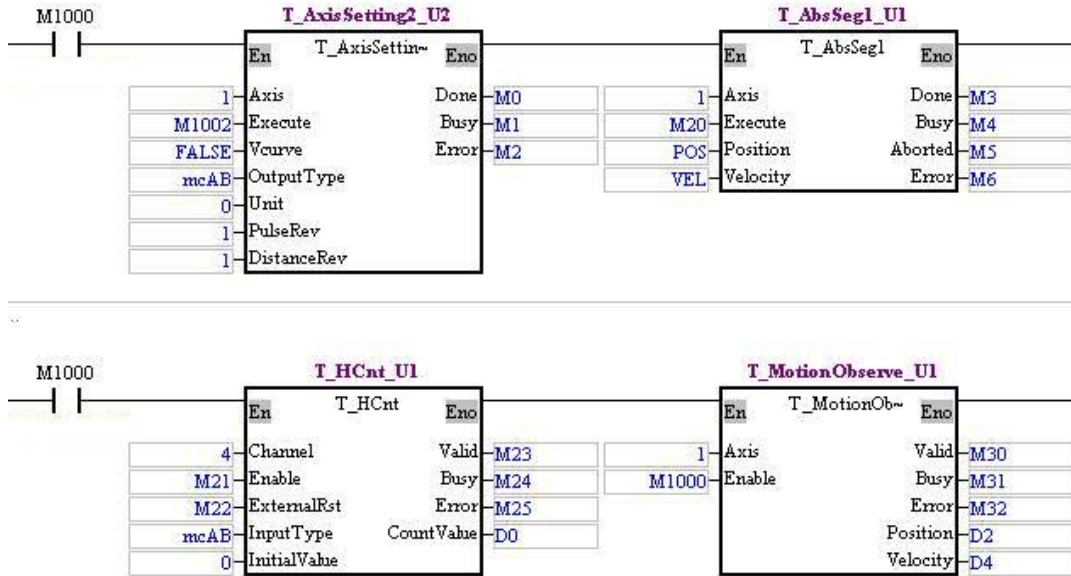 M1000 T_AxisSetting2_U2 T_AbsSeg1_U1
En T_AxisSettin~ Eno En T_AbsSeg1 Eno
1 Axis Done M0 1 Axis Done M3
M1002 Execute Busy M1 M20 Execute Busy M4
FALSE Vcurve Error M2 POS Position Aborted M5
mcAB OutputType VEL Velocity Error M6
0 Unit
1 PulseRev
1 DistanceRev
M1000 T_HCnt_U1 T_MotionObserve_U1
En T_HCnt Eno En T_MotionOb~ Eno
4 Channel Valid M23 1 Axis Valid M30
M21 Enable Busy M24 M1000 Enable Busy M31
M22 ExternalRst Error M25 Error M32
mcAB InputType CountValue D0 Position D2
0 InitialValue Velocity D4